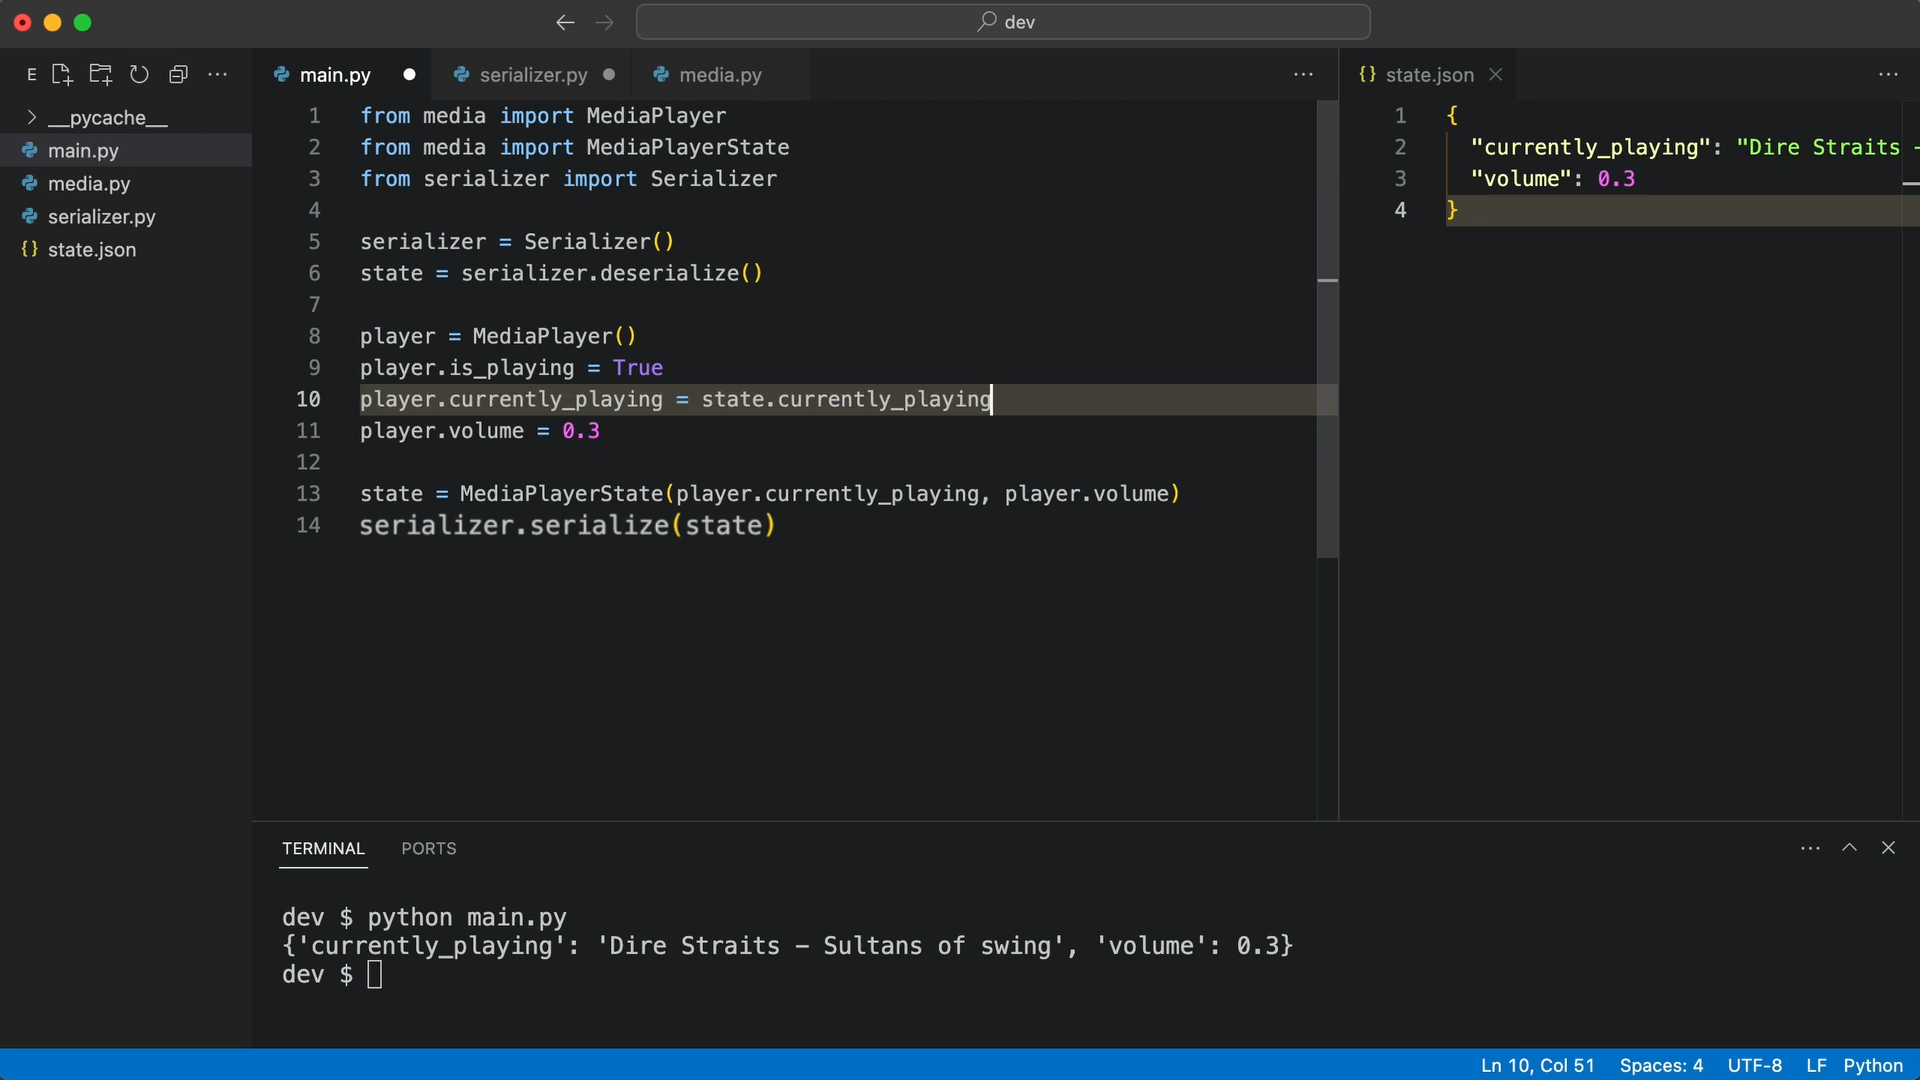 dev
E
__pycache__
main.py
media.py
serializer.py
state.json
main.py
serializer.py
media.py
1 from media import MediaPlayer
2 from media import MediaPlayerState
3 from serializer import Serializer
4
5 serializer = Serializer()
6 state = serializer.deserialize()
7
8 player = MediaPlayer()
9 player.is_playing = True
10 player.currently_playing = state.currently_playing
11 player.volume = 0.3
12
13 state = MediaPlayerState(player.currently_playing, player.volume)
14 serializer.serialize(state)
state.json
1 {
2 "currently_playing": "Dire Straits -
3 "volume": 0.3
4 }
TERMINAL PORTS
dev $ python main.py
{'currently_playing': 'Dire Straits – Sultans of swing', 'volume': 0.3}
dev $
Ln 10, Col 51 Spaces: 4 UTF-8 LF Python